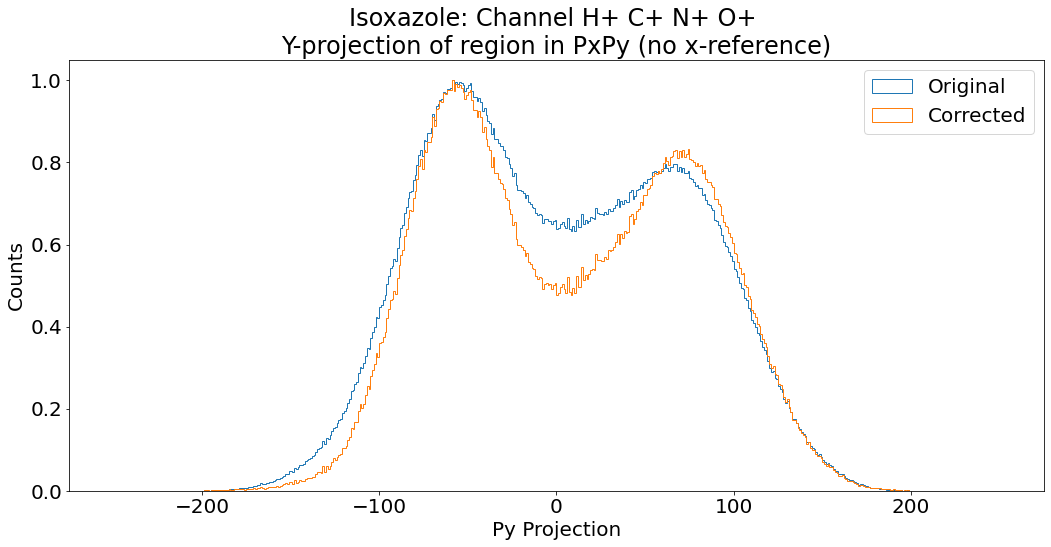 Isoxazole: Channel H+ C+ N+ O+
Y-projection of region in PxPy (no x-reference)
Original
Corrected
Counts
1.0
0.8
0.6
0.4
0.2
0.0
−200
−100
0
100
200
Py Projection